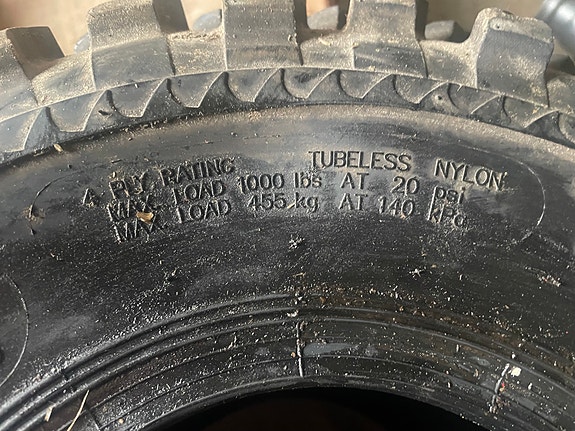 4 PLY RATING TUBELESS NYLON
MAX. LOAD 1000 lbs AT 20 psi
MAX. LOAD 455 kg AT 140 kPa